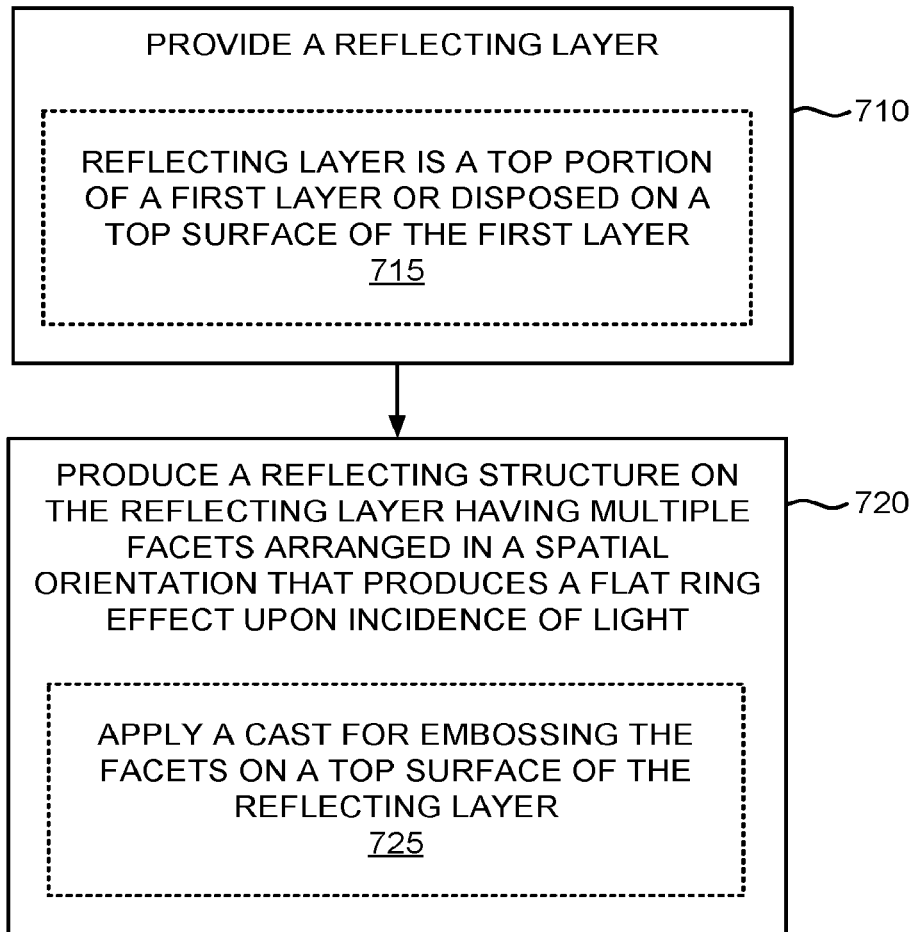 PROVIDE A REFLECTING LAYER
710
REFLECTING LAYER IS A TOP PORTION
OF A FIRST LAYER OR DISPOSED ON A
TOP SURFACE OF THE FIRST LAYER
715
PRODUCE A REFLECTING STRUCTURE ON
THE REFLECTING LAYER HAVING MULTIPLE
720
FACETS ARRANGED IN A SPATIAL
ORIENTATION THAT PRODUCES A FLAT RING
EFFECT UPON INCIDENCE OF LIGHT
APPLY A CAST FOR EMBOSSING THE
FACETS ON A TOP SURFACE OF THE
REFLECTING LAYER
725